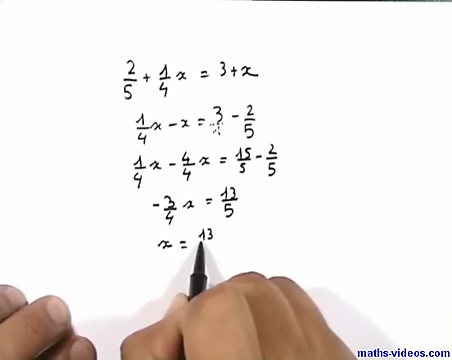 2/5 + 1/4 x = 3 + x
1/4 x - x = 3 - 2/5
1/4 x - 4/4 x = 15/5 - 2/5
- 3/4 x = 13/5
x = 13
maths-videos.com